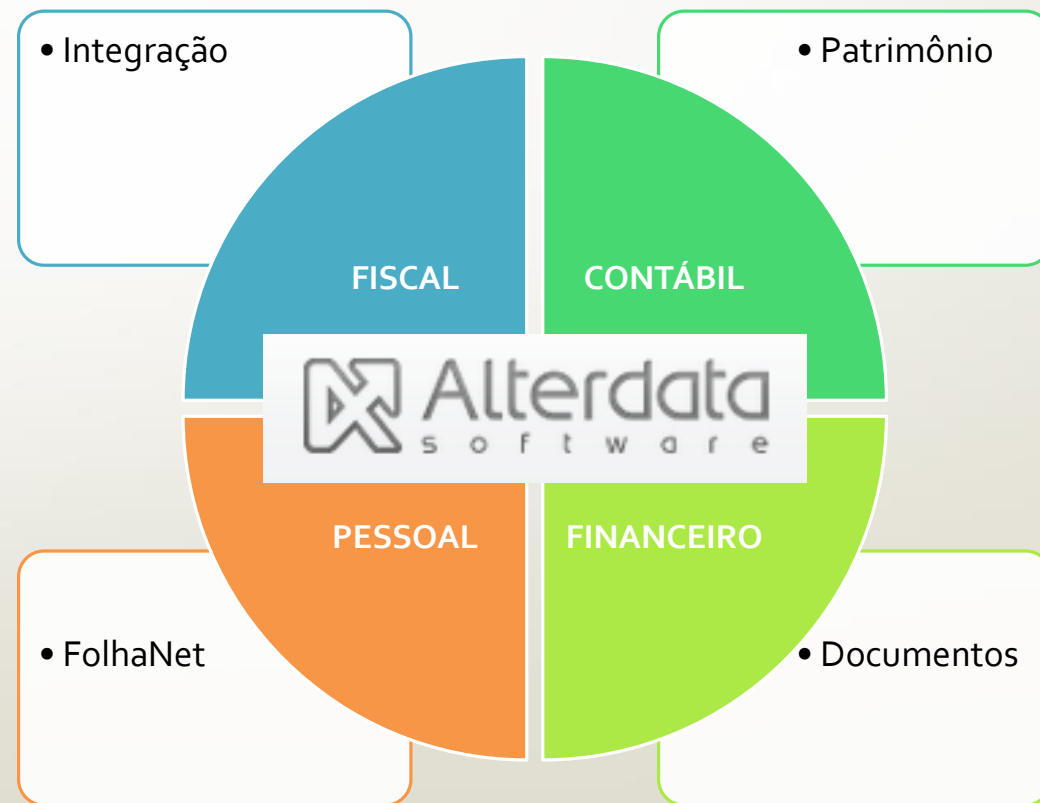 • Integração
• Patrimônio
FISCAL
CONTÁBIL
Alterdata
software
PESSOAL
FINANCEIRO
• FolhaNet
• Documentos